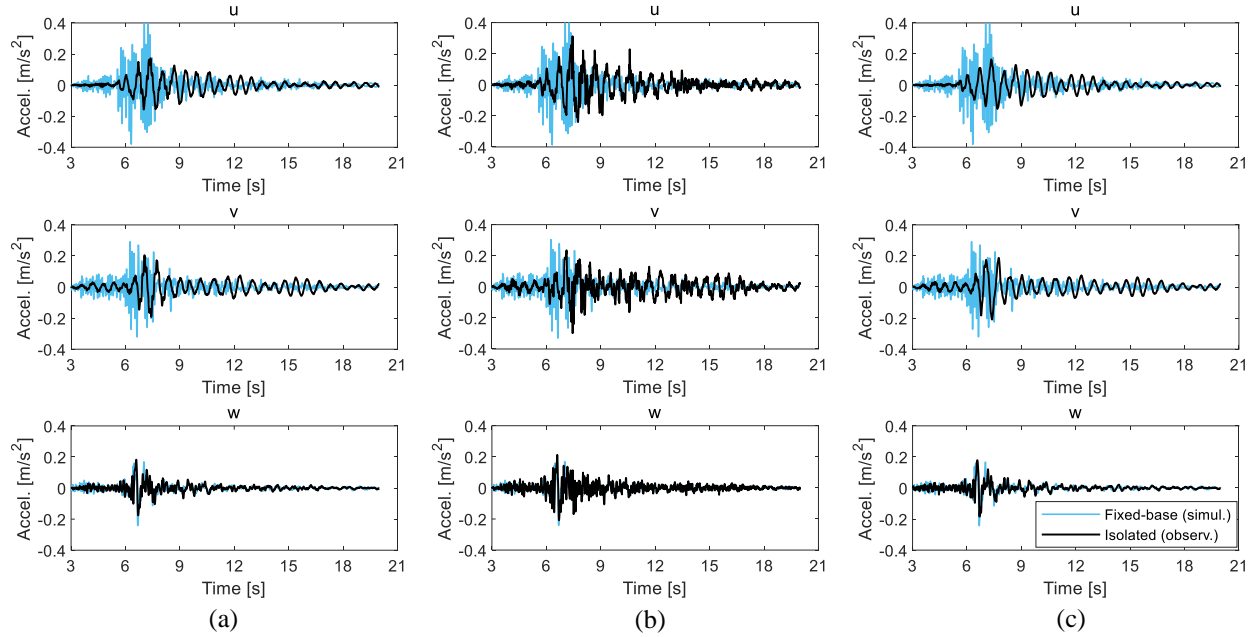 u
0.4
0.2
0
-0.2
-0.4
Accel. [m/s²]
3 6 9 12 15 18 21
Time [s]
v
0.4
0.2
0
-0.2
-0.4
Accel. [m/s²]
3 6 9 12 15 18 21
Time [s]
w
0.4
0.2
0
-0.2
-0.4
Accel. [m/s²]
3 6 9 12 15 18 21
Time [s]
(a)
u
0.4
0.2
0
-0.2
-0.4
Accel. [m/s²]
3 6 9 12 15 18 21
Time [s]
v
0.4
0.2
0
-0.2
-0.4
Accel. [m/s²]
3 6 9 12 15 18 21
Time [s]
w
0.4
0.2
0
-0.2
-0.4
Accel. [m/s²]
3 6 9 12 15 18 21
Time [s]
(b)
u
0.4
0.2
0
-0.2
-0.4
Accel. [m/s²]
3 6 9 12 15 18 21
Time [s]
v
0.4
0.2
0
-0.2
-0.4
Accel. [m/s²]
3 6 9 12 15 18 21
Time [s]
w
0.4
0.2
0
-0.2
-0.4
Accel. [m/s²]
Fixed-base (simul.)
Isolated (observ.)
3 6 9 12 15 18 21
Time [s]
(c)